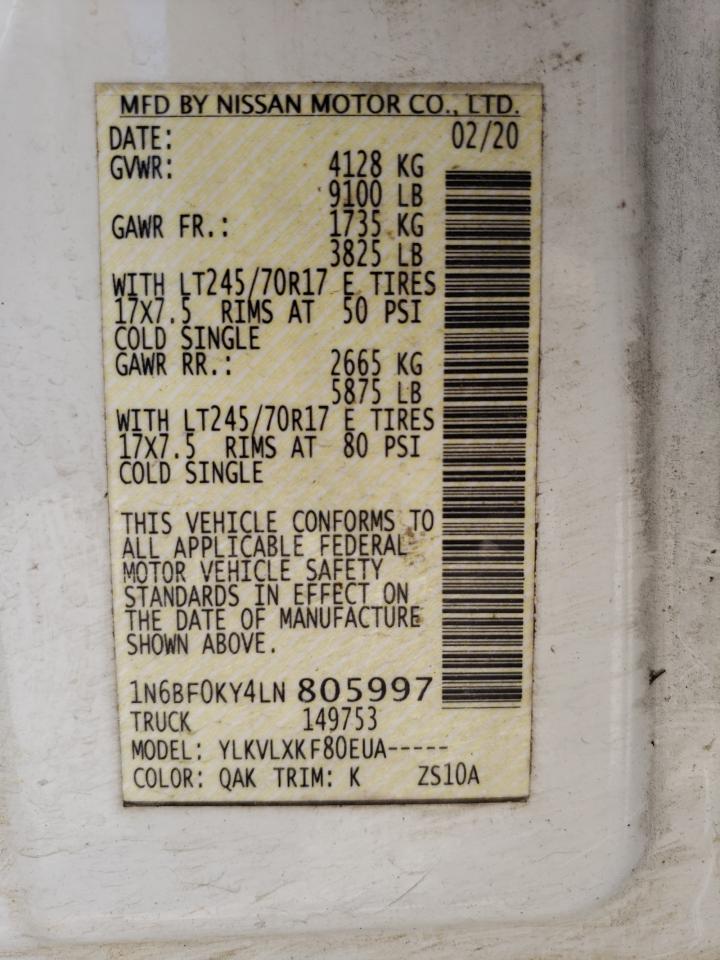 MFD BY NISSAN MOTOR CO., LTD.
DATE: 02/20
GVWR: 4128 KG
9100 LB
GAWR FR.: 1735 KG
3825 LB
WITH LT245/70R17 E TIRES
17X7.5 RIMS AT 50 PSI
COLD SINGLE
GAWR RR.: 2665 KG
5875 LB
WITH LT245/70R17 E TIRES
17X7.5 RIMS AT 80 PSI
COLD SINGLE
THIS VEHICLE CONFORMS TO
ALL APPLICABLE FEDERAL
MOTOR VEHICLE SAFETY
STANDARDS IN EFFECT ON
THE DATE OF MANUFACTURE
SHOWN ABOVE.
1N6BF0KY4LN 805997
TRUCK 149753
MODEL: YLKVLXKF80EUA-----
COLOR: QAK TRIM: K ZS10A